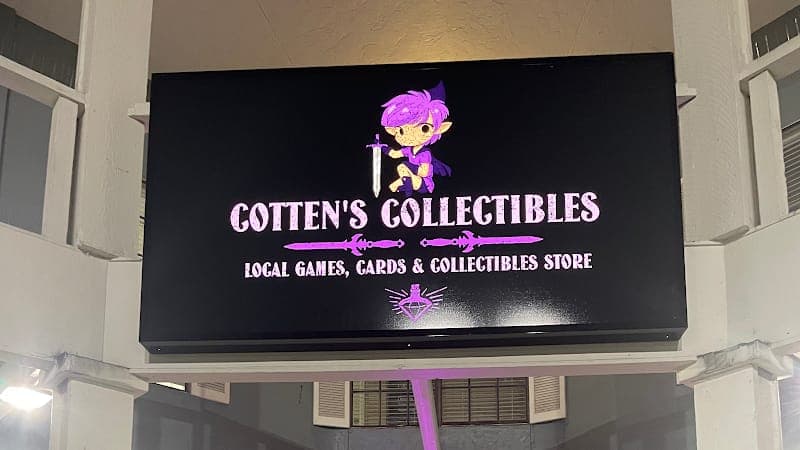 COTTEN'S COLLECTIBLES
LOCAL GAMES, CARDS & COLLECTIBLES STORE